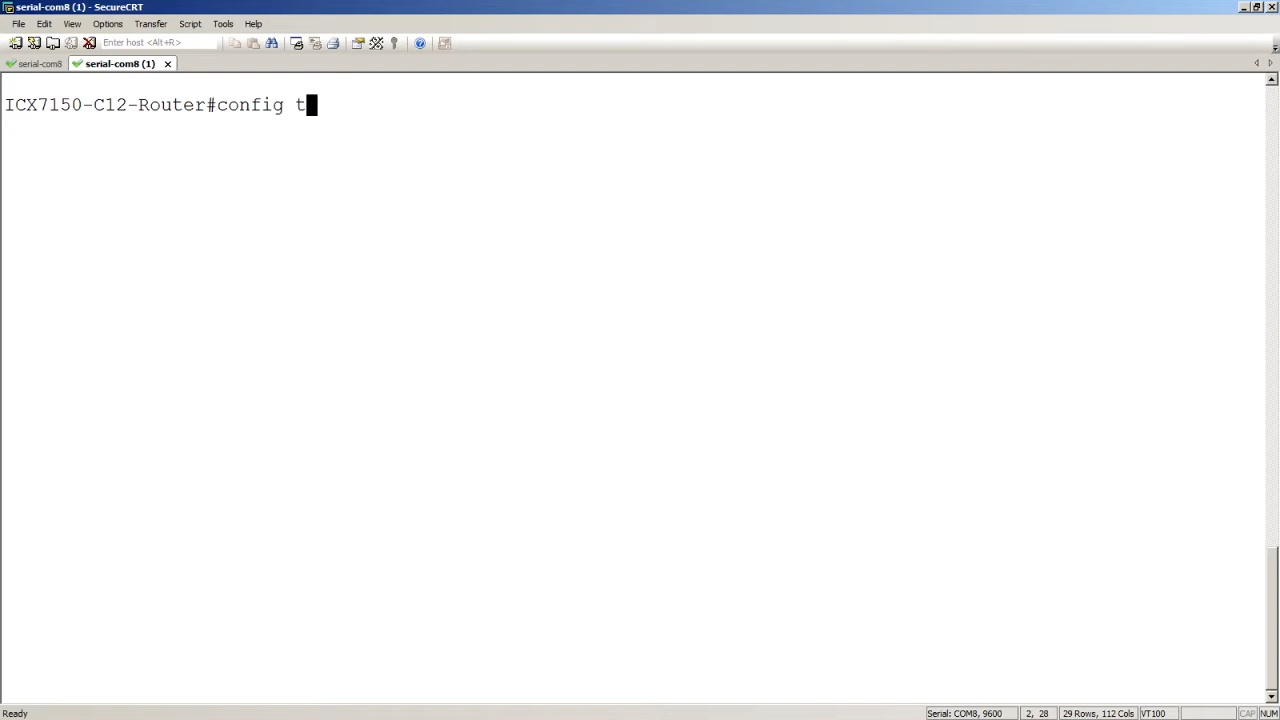 serial-com8 (1) - SecureCRT
File Edit View Options Transfer Script Tools Help
Enter host <Alt+R>
serial-com8 serial-com8 (1)
ICX7150-C12-Router#config t
Ready Serial: COM8, 9600 2, 28 29 Rows, 112 Cols VT100 CAP NUM